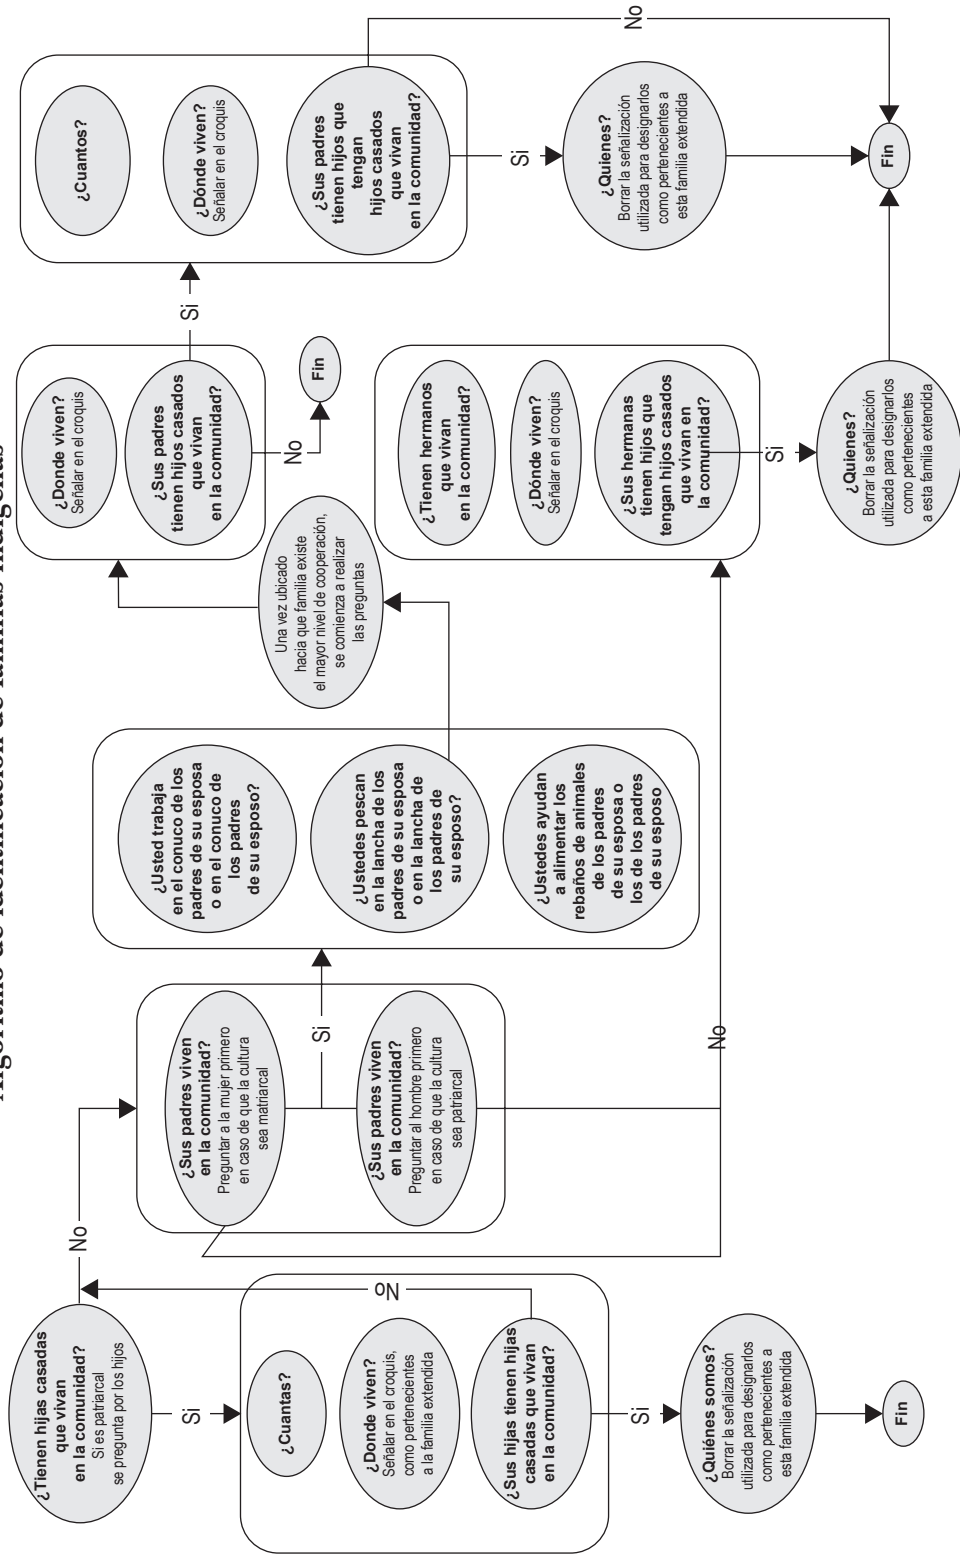 Algoritmo de identificación de familias indígenas
¿Tienen hijas casadas
que vivan
en la comunidad?
Si es patriarcal
se pregunta por los hijos
No
Si
¿Cuantas?
¿Donde viven?
Señalar en el croquis,
como pertenecientes
a la familia extendida
¿Sus hijas tienen hijas
casadas que vivan
en la comunidad?
No
Si
¿Quiénes somos?
Borrar la señalización
utilizada para designarlos
como pertenecientes a
esta familia extendida
Fin
¿Sus padres viven
en la comunidad?
Preguntar a la mujer primero
en caso de que la cultura
sea matriarcal
Si
¿Sus padres viven
en la comunidad?
Preguntar al hombre primero
en caso de que la cultura
sea patriarcal
No
¿Usted trabaja
en el conuco de los
padres de su esposa
o en el conuco de
los padres
de su esposo?
¿Ustedes pescan
en la lancha de los
padres de su esposa
o en la lancha de
los padres de
su esposo?
¿Ustedes ayudan
a alimentar los
rebaños de animales
de los padres
de su esposa o
los de los padres
de su esposo
Una vez ubicado
hacia que familia existe
el mayor nivel de cooperación,
se comienza a realizar
las preguntas
¿Donde viven?
Señalar en el croquis
¿Sus padres
tienen hijos casados
que vivan
en la comunidad?
Si
No
Fin
¿Tienen hermanos
que vivan
en la comunidad?
¿Dónde viven?
Señalar en el croquis
¿Sus hermanas
tienen hijos que
tengan hijos casados
que vivan en
la comunidad?
Si
¿Quienes?
Borrar la señalización
utilizada para designarlos
como pertenecientes
a esta familia extendida
¿Cuantos?
¿Dónde viven?
Señalar en el croquis
¿Sus padres
tienen hijos que
tengan
hijos casados
que vivan
en la comunidad?
No
Si
¿Quienes?
Borrar la señalización
utilizada para designarlos
como pertenecientes a
esta familia extendida
Fin